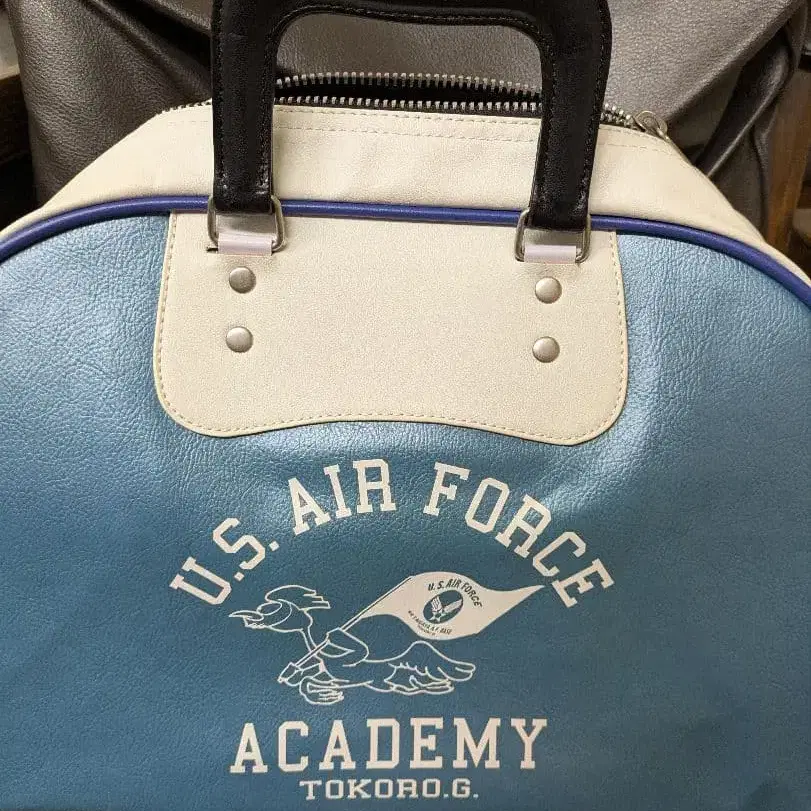 U.S. AIR FORCE
U.S. AIR FORCE
ACADEMY
TOKORO.G.